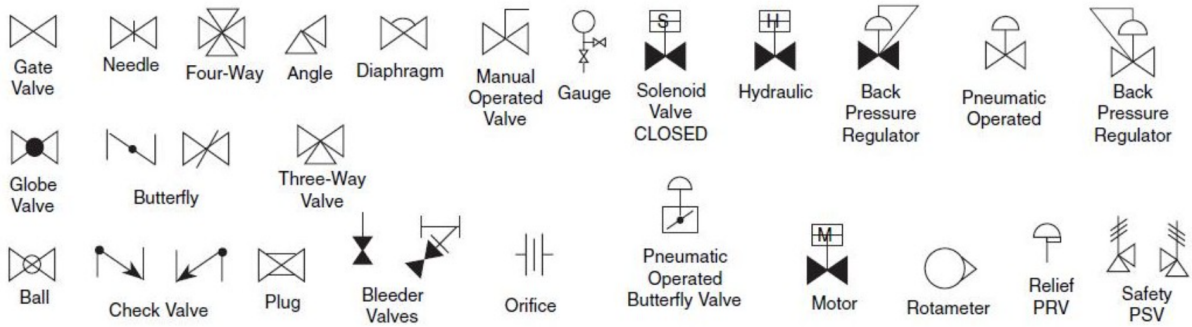 Gate
Valve
Needle
Four-Way
Angle
Diaphragm
Manual
Operated
Valve
Gauge
S
Solenoid
Valve
CLOSED
H
Hydraulic
Back
Pressure
Regulator
Pneumatic
Operated
Back
Pressure
Regulator
Globe
Valve
Butterfly
Three-Way
Valve
Ball
Check Valve
Plug
Bleeder
Valves
Orifice
Pneumatic
Operated
Butterfly Valve
M
Motor
Rotameter
Relief
PRV
Safety
PSV